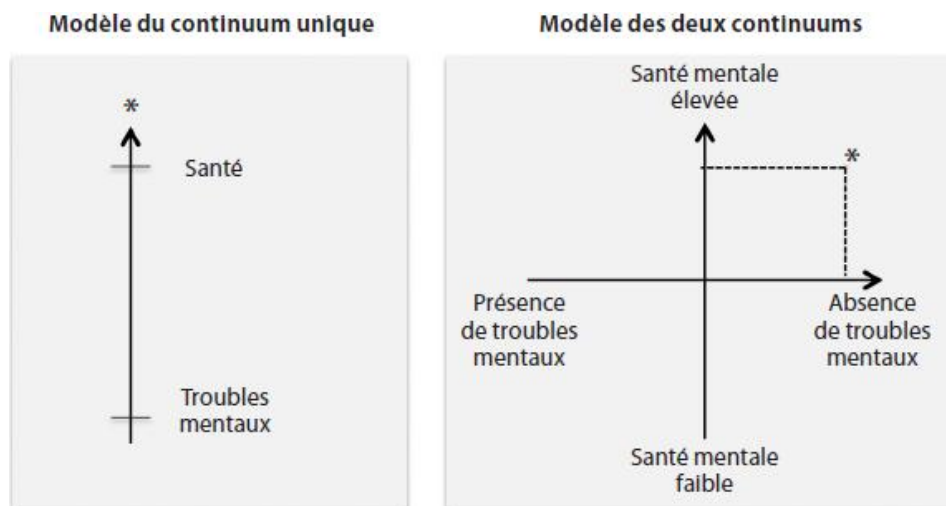 Modèle du continuum unique
*
Santé
Troubles
mentaux
Modèle des deux continuums
Santé mentale
élevée
*
Présence
de troubles
mentaux
Absence
de troubles
mentaux
Santé mentale
faible